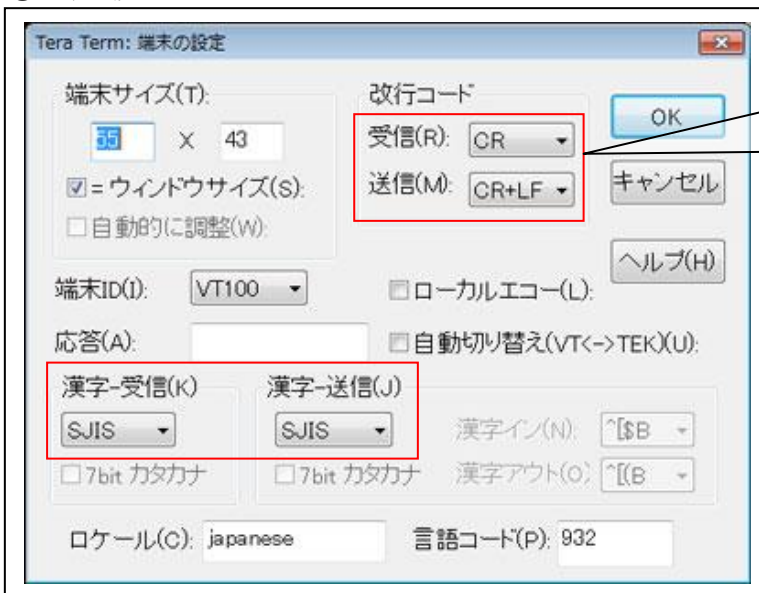 Tera Term: 端末の設定
端末サイズ(T):
55 X 43
= ウィンドウサイズ(S):
自動的に調整(W):
改行コード
受信(R): CR
送信(M): CR+LF
OK
キャンセル
ヘルプ(H)
端末ID(I): VT100
ローカルエコー(L):
応答(A):
自動切り替え(VT<->TEK)(U):
漢字-受信(K)
SJIS
7bit カタカナ
漢字-送信(J)
SJIS
7bit カタカナ
漢字イン(N): ^[$B
漢字アウト(O) ^[(B
ロケール(C): japanese
言語コード(P): 932